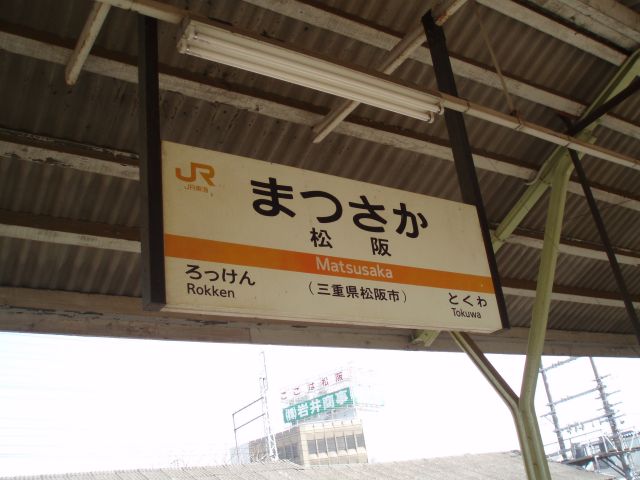 JR
JR東海
まつさか
松阪
Matsusaka
ろっけん
Rokken
(三重県松阪市)
とくわ
Tokuwa
ここは松阪
㈱岩井商事